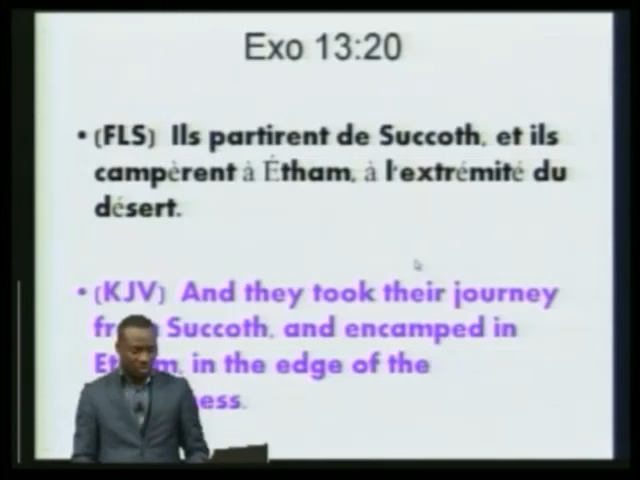 Exo 13:20
• (FLS) Ils partirent de Succoth, et ils
campèrent à Étham, à l'extrémité du
désert.
• (KJV) And they took their journey
Succoth, and encamped in
in the edge of the